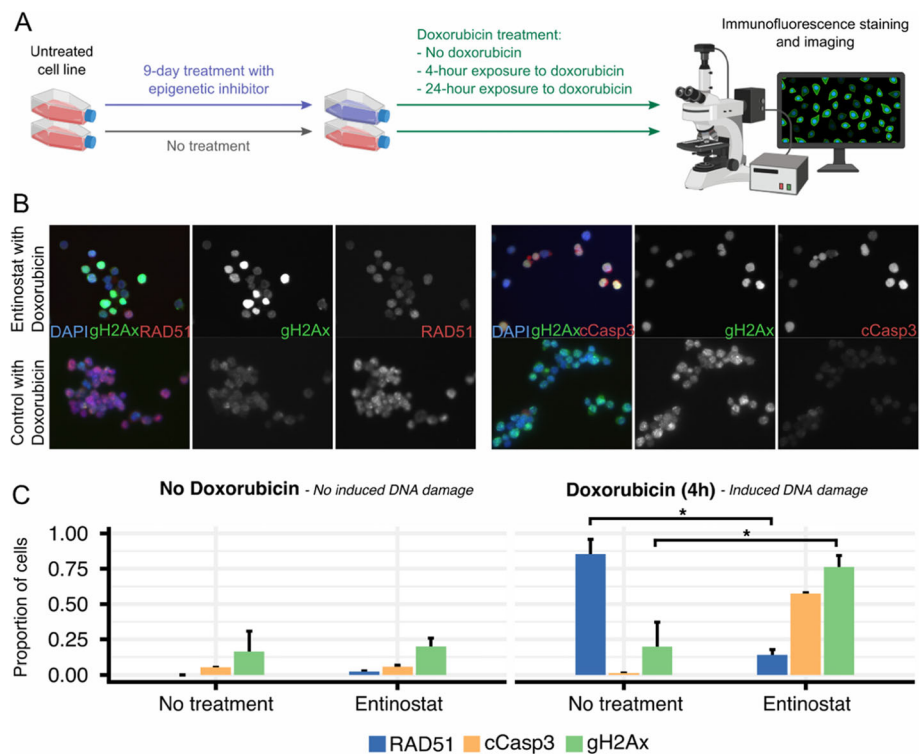 A
Untreated
cell line
9-day treatment with
epigenetic inhibitor
No treatment
Doxorubicin treatment:
- No doxorubicin
- 4-hour exposure to doxorubicin
- 24-hour exposure to doxorubicin
Immunofluorescence staining
and imaging
B
Entinostat with
Doxorubicin
DAPI gH2Ax RAD51
gH2Ax
RAD51
DAPI gH2Ax cCasp3
gH2Ax
cCasp3
Control with
Doxorubicin
C
No Doxorubicin - No induced DNA damage
Doxorubicin (4h) - Induced DNA damage
*
*
Proportion of cells
1.00
0.75
0.50
0.25
0.00
No treatment
Entinostat
No treatment
Entinostat
RAD51 cCasp3 gH2Ax